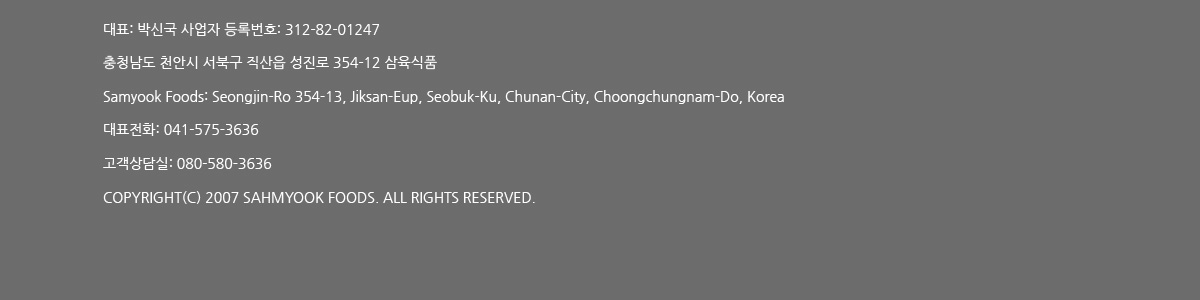 대표: 박신국 사업자 등록번호: 312-82-01247
충청남도 천안시 서북구 직산읍 성진로 354-12 삼육식품
Samyook Foods: Seongjin-Ro 354-13, Jiksan-Eup, Seobuk-Ku, Chunan-City, Choongchungnam-Do, Korea
대표전화: 041-575-3636
고객상담실: 080-580-3636
COPYRIGHT(C) 2007 SAHMYOOK FOODS. ALL RIGHTS RESERVED.